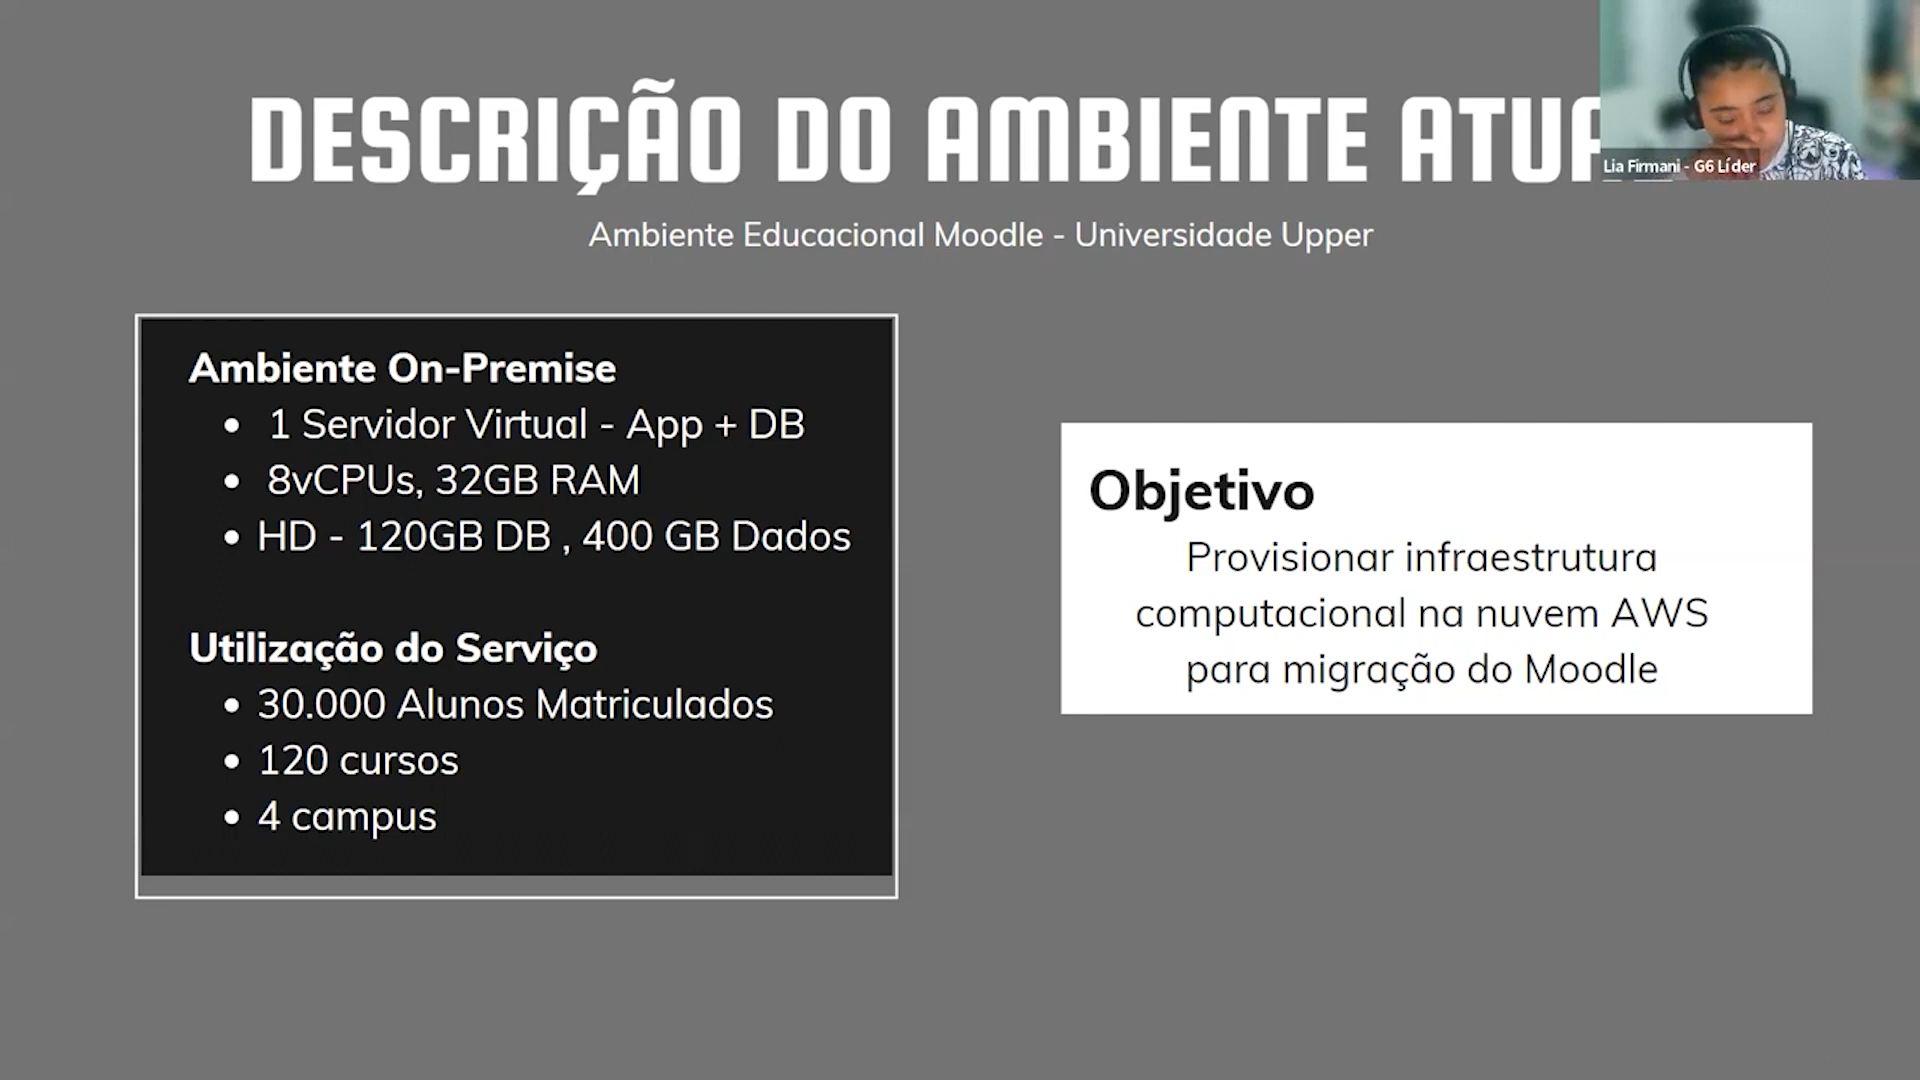 DESCRIÇÃO DO AMBIENTE ATUA
Lia Firmani - G6 Líder
Ambiente Educacional Moodle - Universidade Upper
Ambiente On-Premise
• 1 Servidor Virtual - App + DB
• 8vCPUs, 32GB RAM
• HD - 120GB DB , 400 GB Dados
Utilização do Serviço
• 30.000 Alunos Matriculados
• 120 cursos
• 4 campus
Objetivo
Provisionar infraestrutura
computacional na nuvem AWS
para migração do Moodle